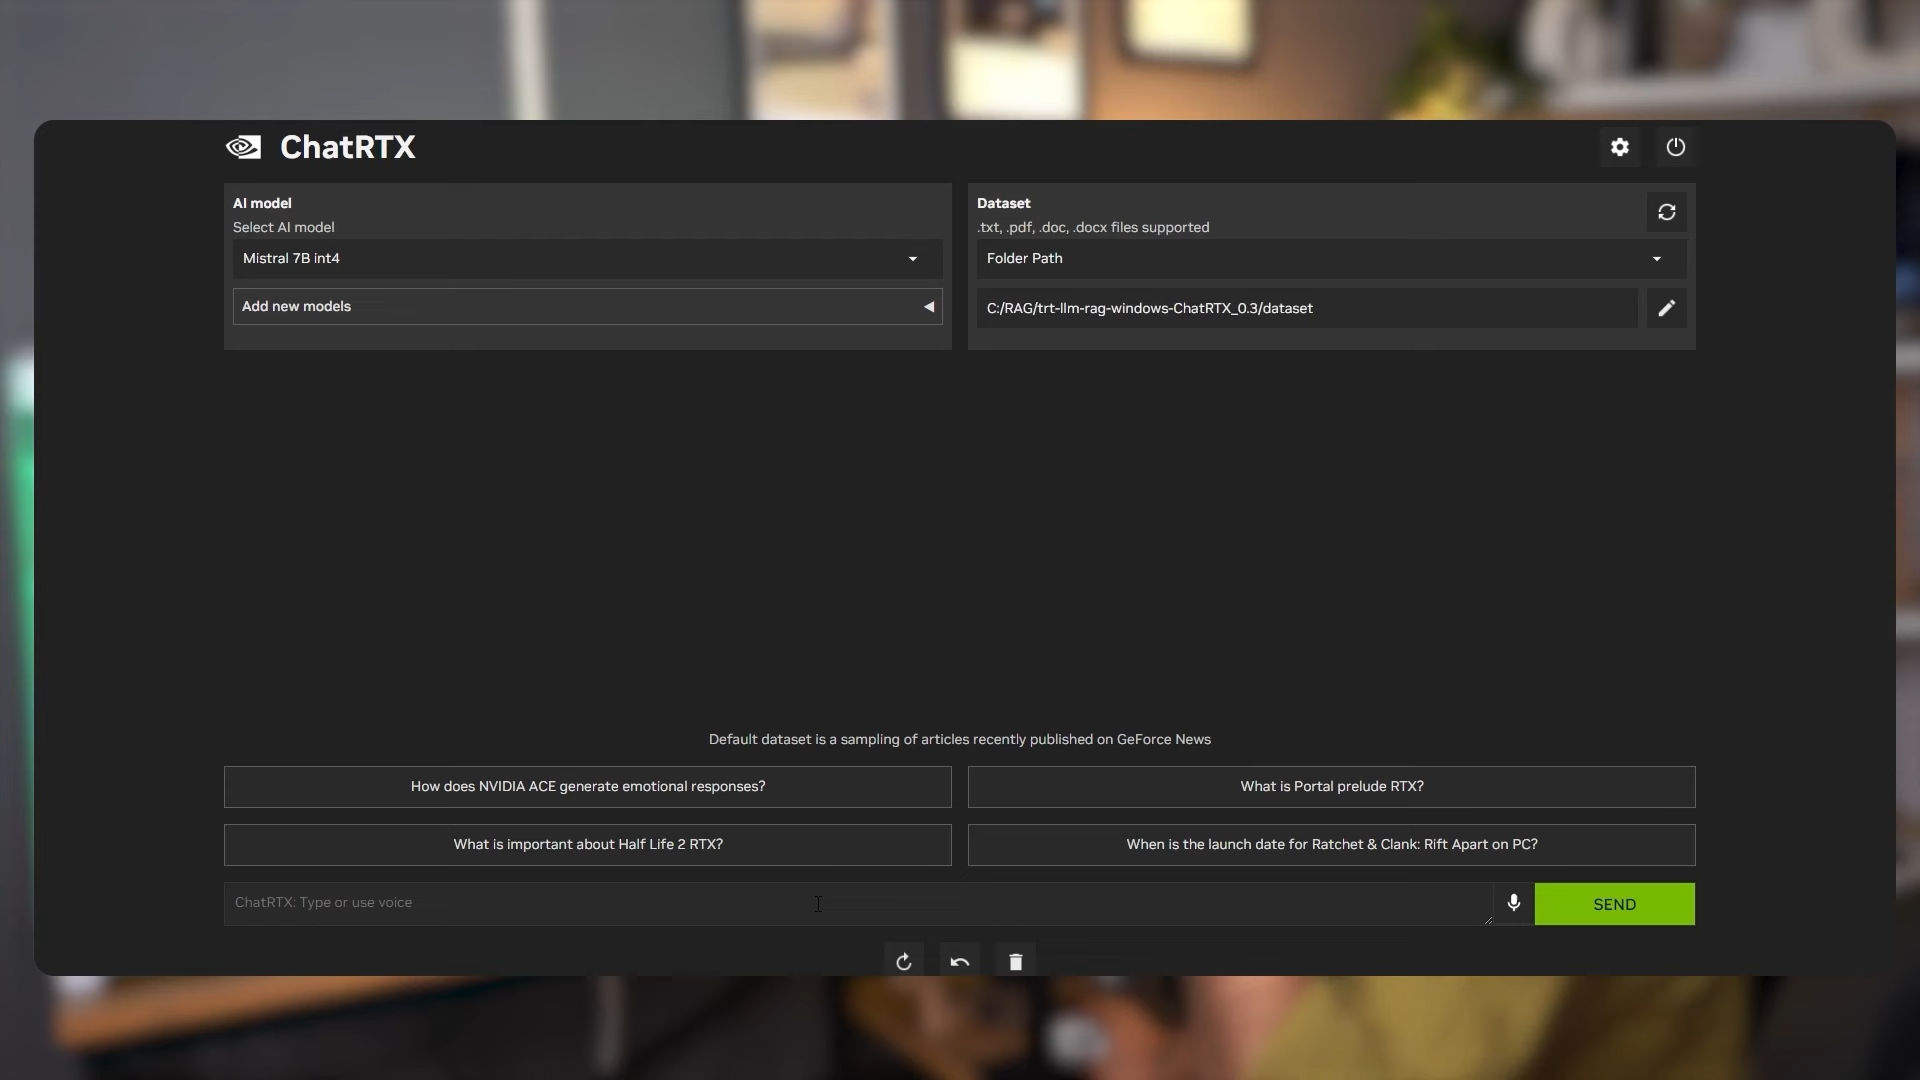 ChatRTX
AI model
Select AI model
Mistral 7B int4
Add new models
Dataset
.txt, .pdf, .doc, .docx files supported
Folder Path
C:/RAG/trt-llm-rag-windows-ChatRTX_0.3/dataset
Default dataset is a sampling of articles recently published on GeForce News
How does NVIDIA ACE generate emotional responses?
What is Portal prelude RTX?
What is important about Half Life 2 RTX?
When is the launch date for Ratchet & Clank: Rift Apart on PC?
ChatRTX: Type or use voice
SEND